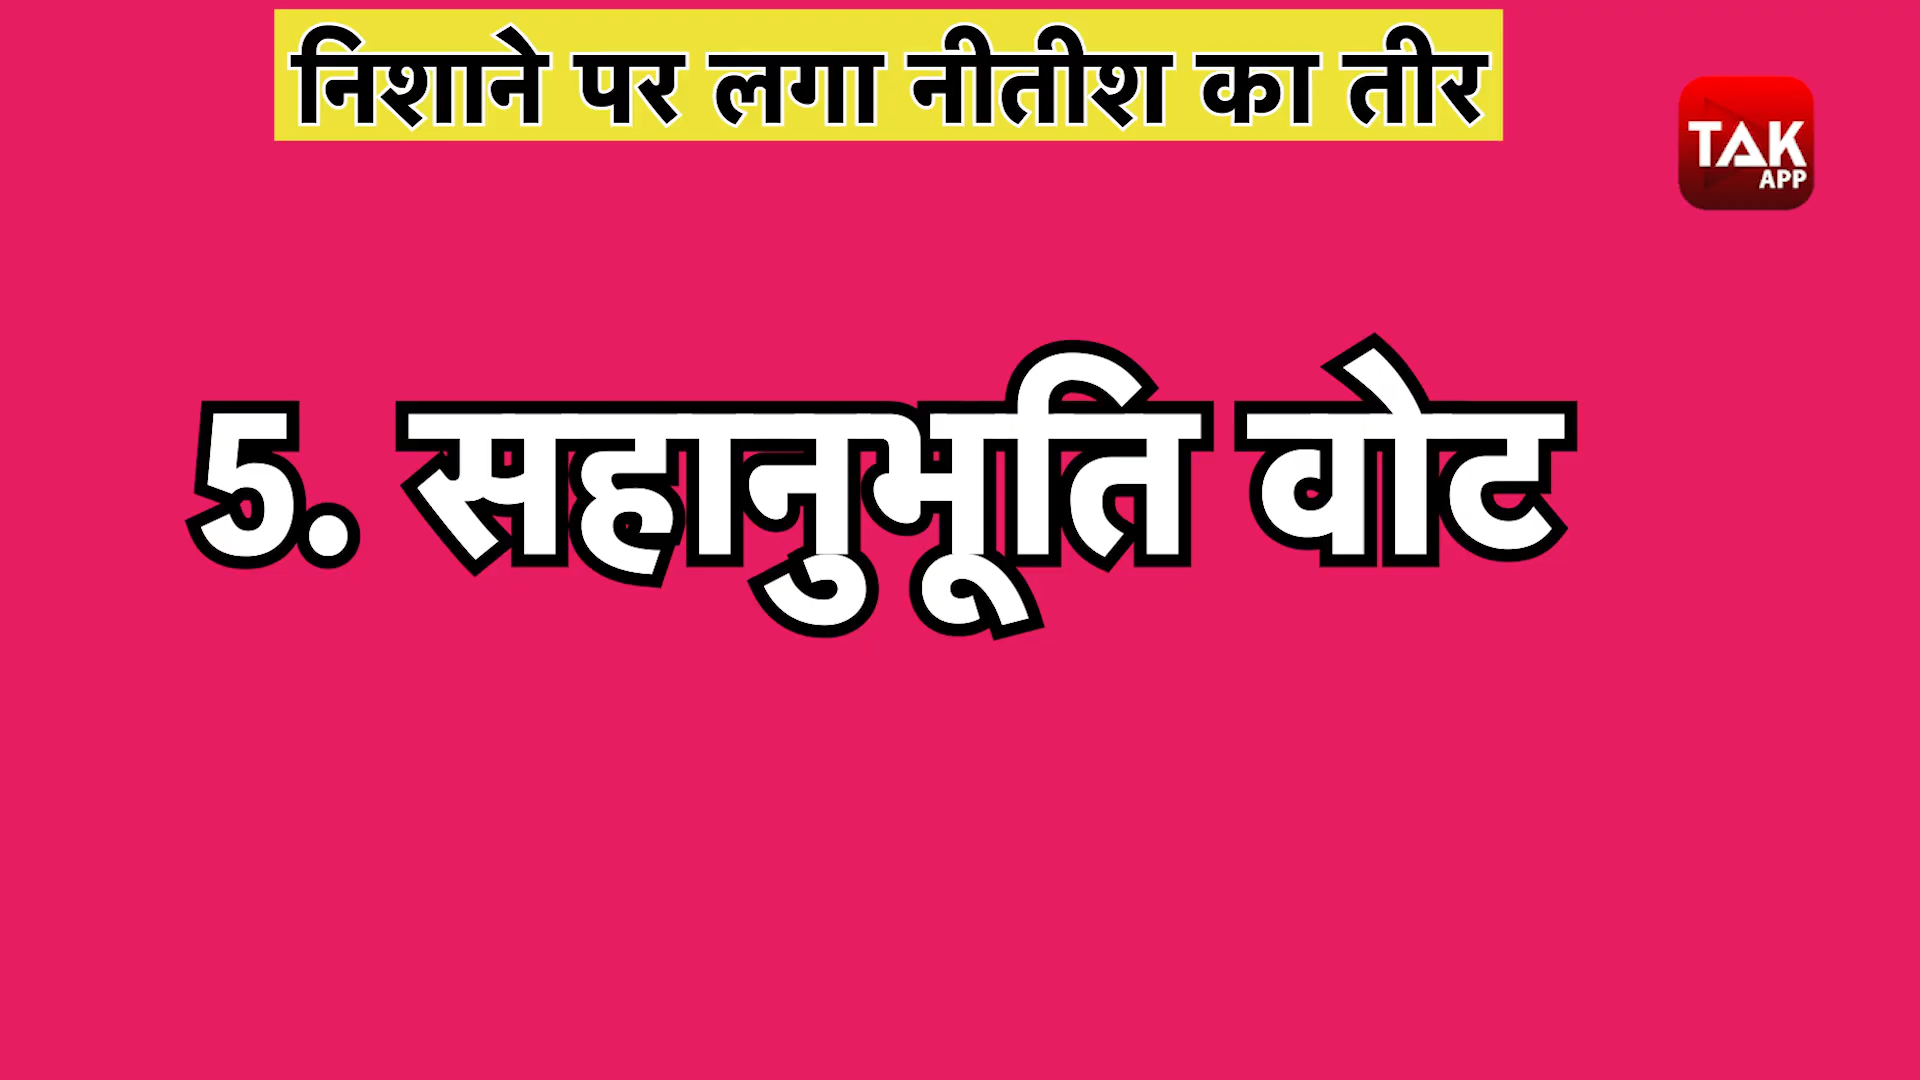 निशाने पर लगा नीतीश का तीर
TAK
APP
5. सहानुभूति वोट